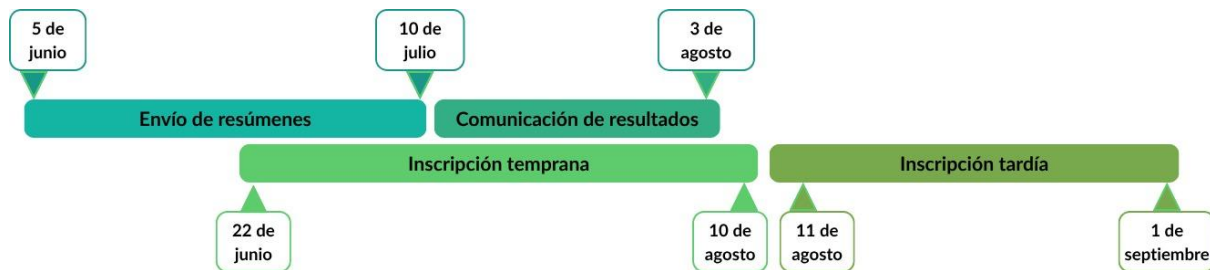 5 de
junio
10 de
julio
3 de
agosto
Envío de resúmenes
Comunicación de resultados
Inscripción temprana
Inscripción tardía
22 de
junio
10 de
agosto
11 de
agosto
1 de
septiembre